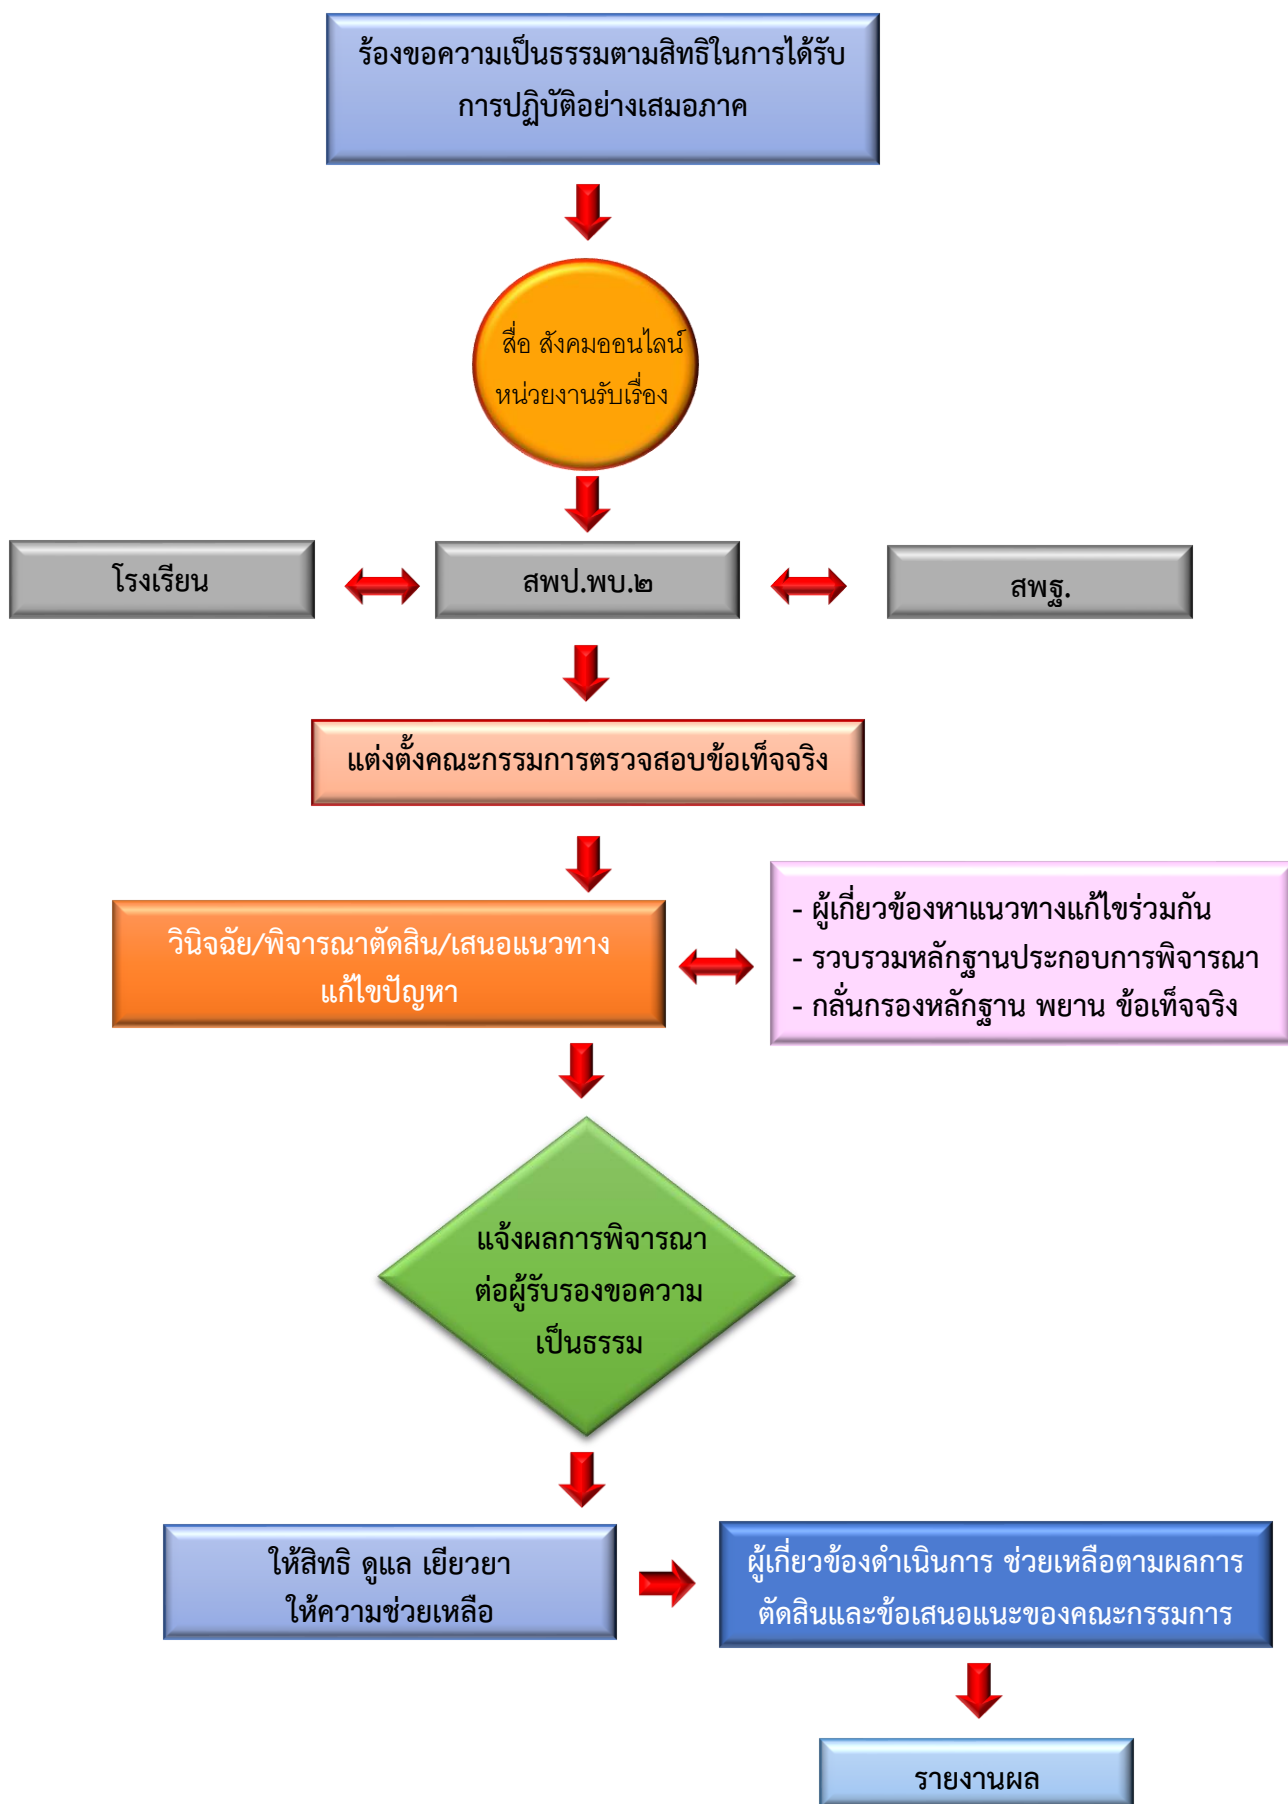 ร้องขอความเป็นธรรมตามสิทธิในการได้รับ
การปฏิบัติอย่างเสมอภาค
สื่อ สังคมออนไลน์
หน่วยงานรับเรื่อง
โรงเรียน
สพป.พบ.๒
สพฐ.
แต่งตั้งคณะกรรมการตรวจสอบข้อเท็จจริง
วินิจฉัย/พิจารณาตัดสิน/เสนอแนวทาง
แก้ไขปัญหา
- ผู้เกี่ยวข้องหาแนวทางแก้ไขร่วมกัน
- รวบรวมหลักฐานประกอบการพิจารณา
- กลั่นกรองหลักฐาน พยาน ข้อเท็จจริง
แจ้งผลการพิจารณา
ต่อผู้รับรองขอความ
เป็นธรรม
ให้สิทธิ ดูแล เยียวยา
ให้ความช่วยเหลือ
ผู้เกี่ยวข้องดำเนินการ ช่วยเหลือตามผลการ
ตัดสินและข้อเสนอแนะของคณะกรรมการ
รายงานผล